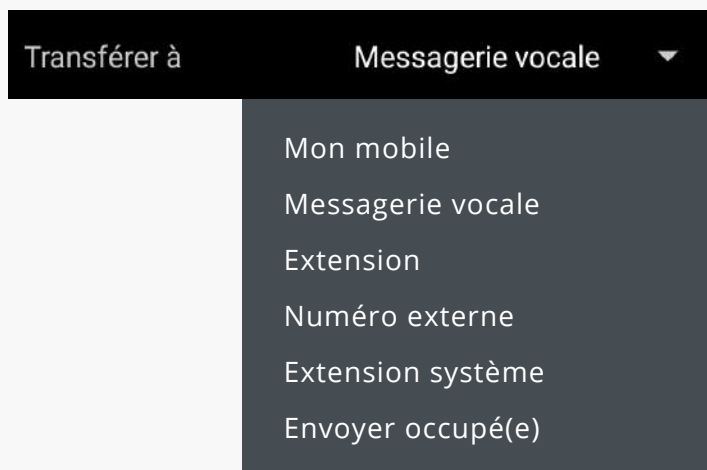 Transférer à Messagerie vocale
Mon mobile
Messagerie vocale
Extension
Numéro externe
Extension système
Envoyer occupé(e)